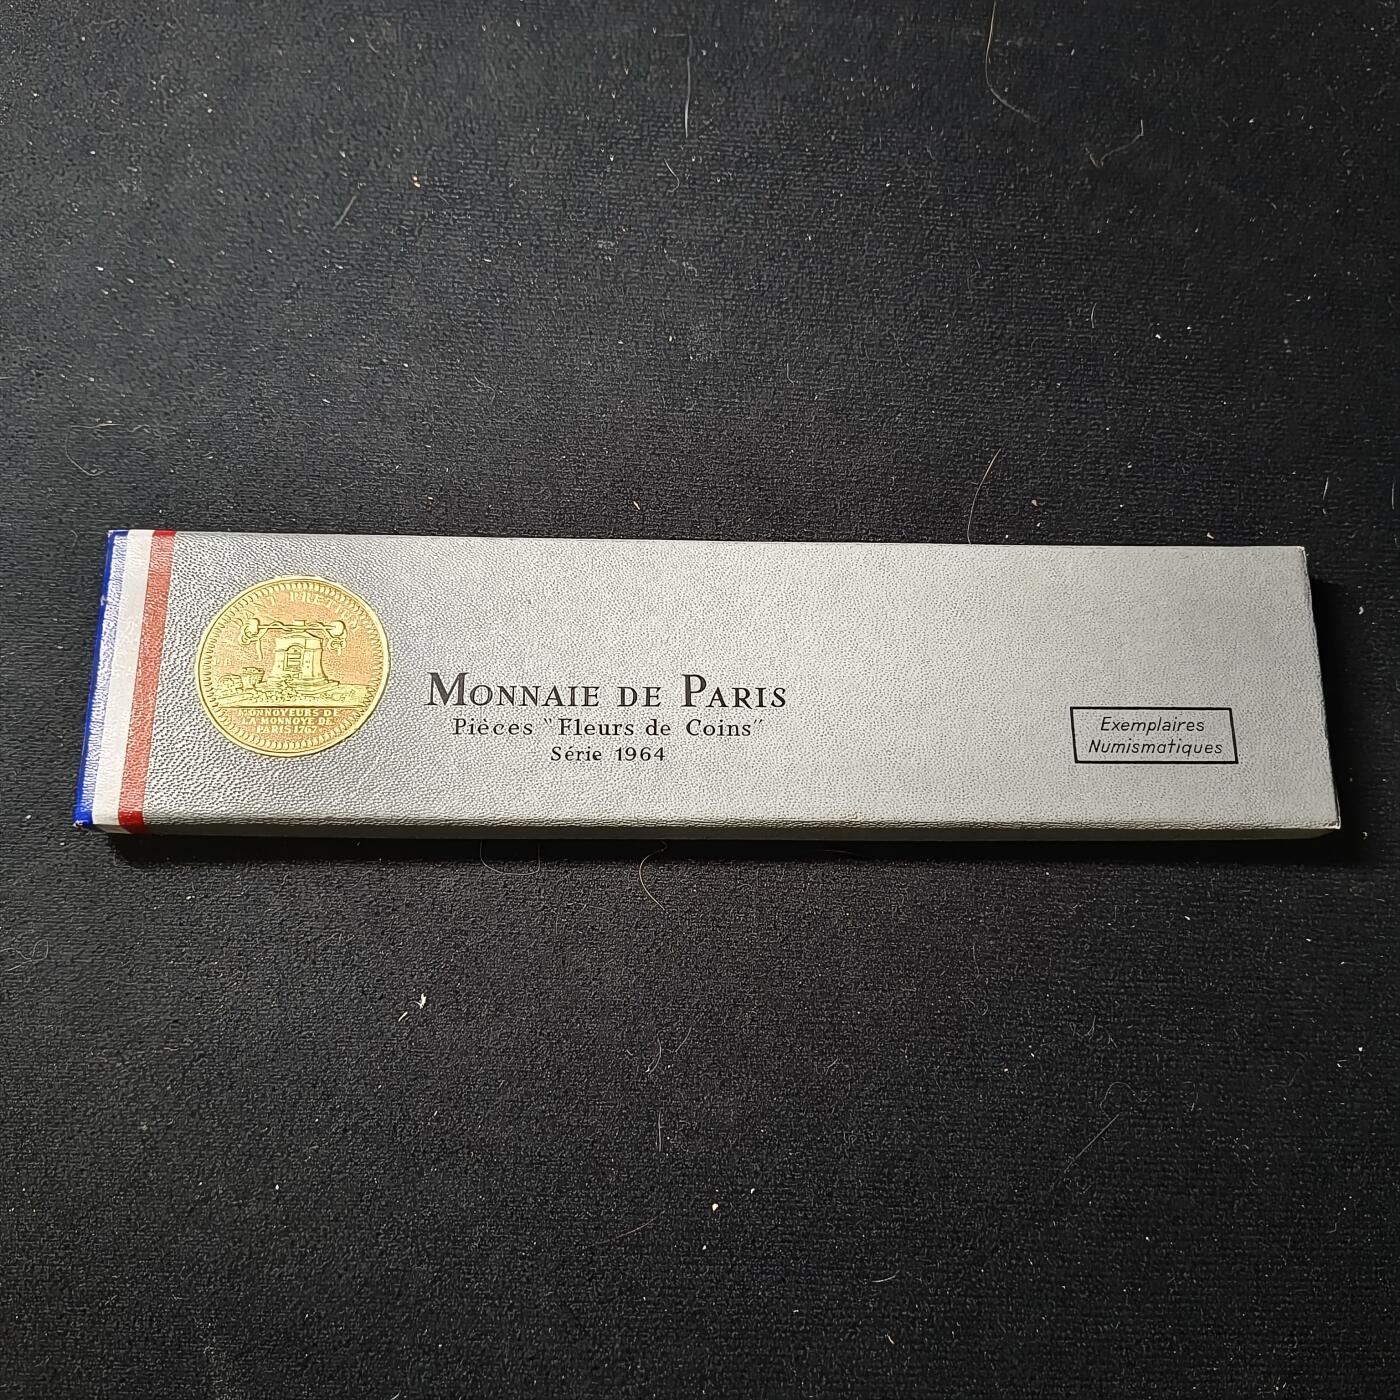 MONNOYEURS DE
LA MONNOYE DE
PARIS 1767
MONNAIE DE PARIS
Pièces "Fleurs de Coins"
Série 1964
Exemplaires
Numismatiques